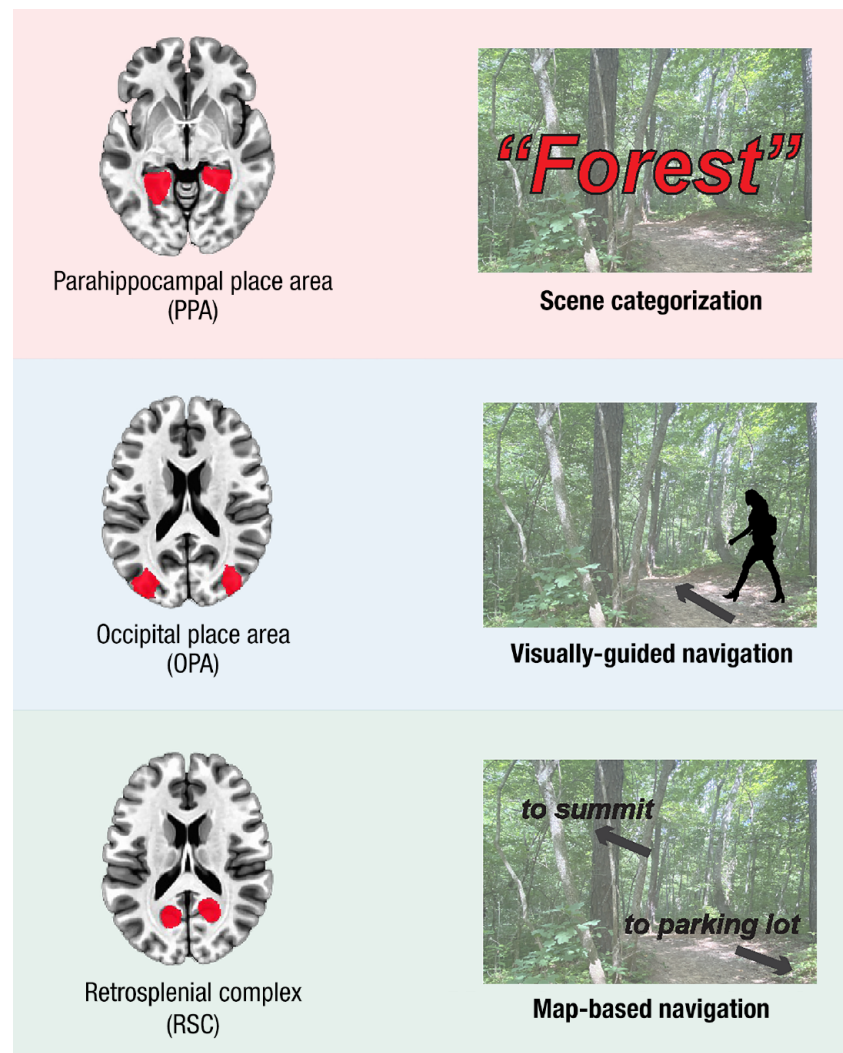 “Forest”
Parahippocampal place area
(PPA)
Scene categorization
Occipital place area
(OPA)
Visually-guided navigation
to summit
to parking lot
Retrosplenial complex
(RSC)
Map-based navigation